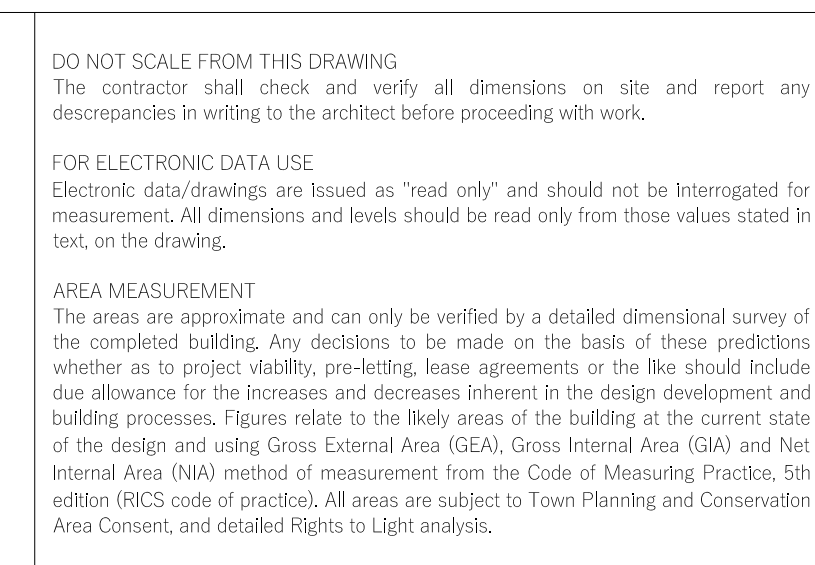 DO NOT SCALE FROM THIS DRAWING
The contractor shall check and verify all dimensions on site and report any
descrepancies in writing to the architect before proceeding with work.
FOR ELECTRONIC DATA USE
Electronic data/drawings are issued as "read only" and should not be interrogated for
measurement. All dimensions and levels should be read only from those values stated in
text, on the drawing.
AREA MEASUREMENT
The areas are approximate and can only be verified by a detailed dimensional survey of
the completed building. Any decisions to be made on the basis of these predictions
whether as to project viability, pre-letting, lease agreements or the like should include
due allowance for the increases and decreases inherent in the design development and
building processes. Figures relate to the likely areas of the building at the current state
of the design and using Gross External Area (GEA), Gross Internal Area (GIA) and Net
Internal Area (NIA) method of measurement from the Code of Measuring Practice, 5th
edition (RICS code of practice). All areas are subject to Town Planning and Conservation
Area Consent, and detailed Rights to Light analysis.